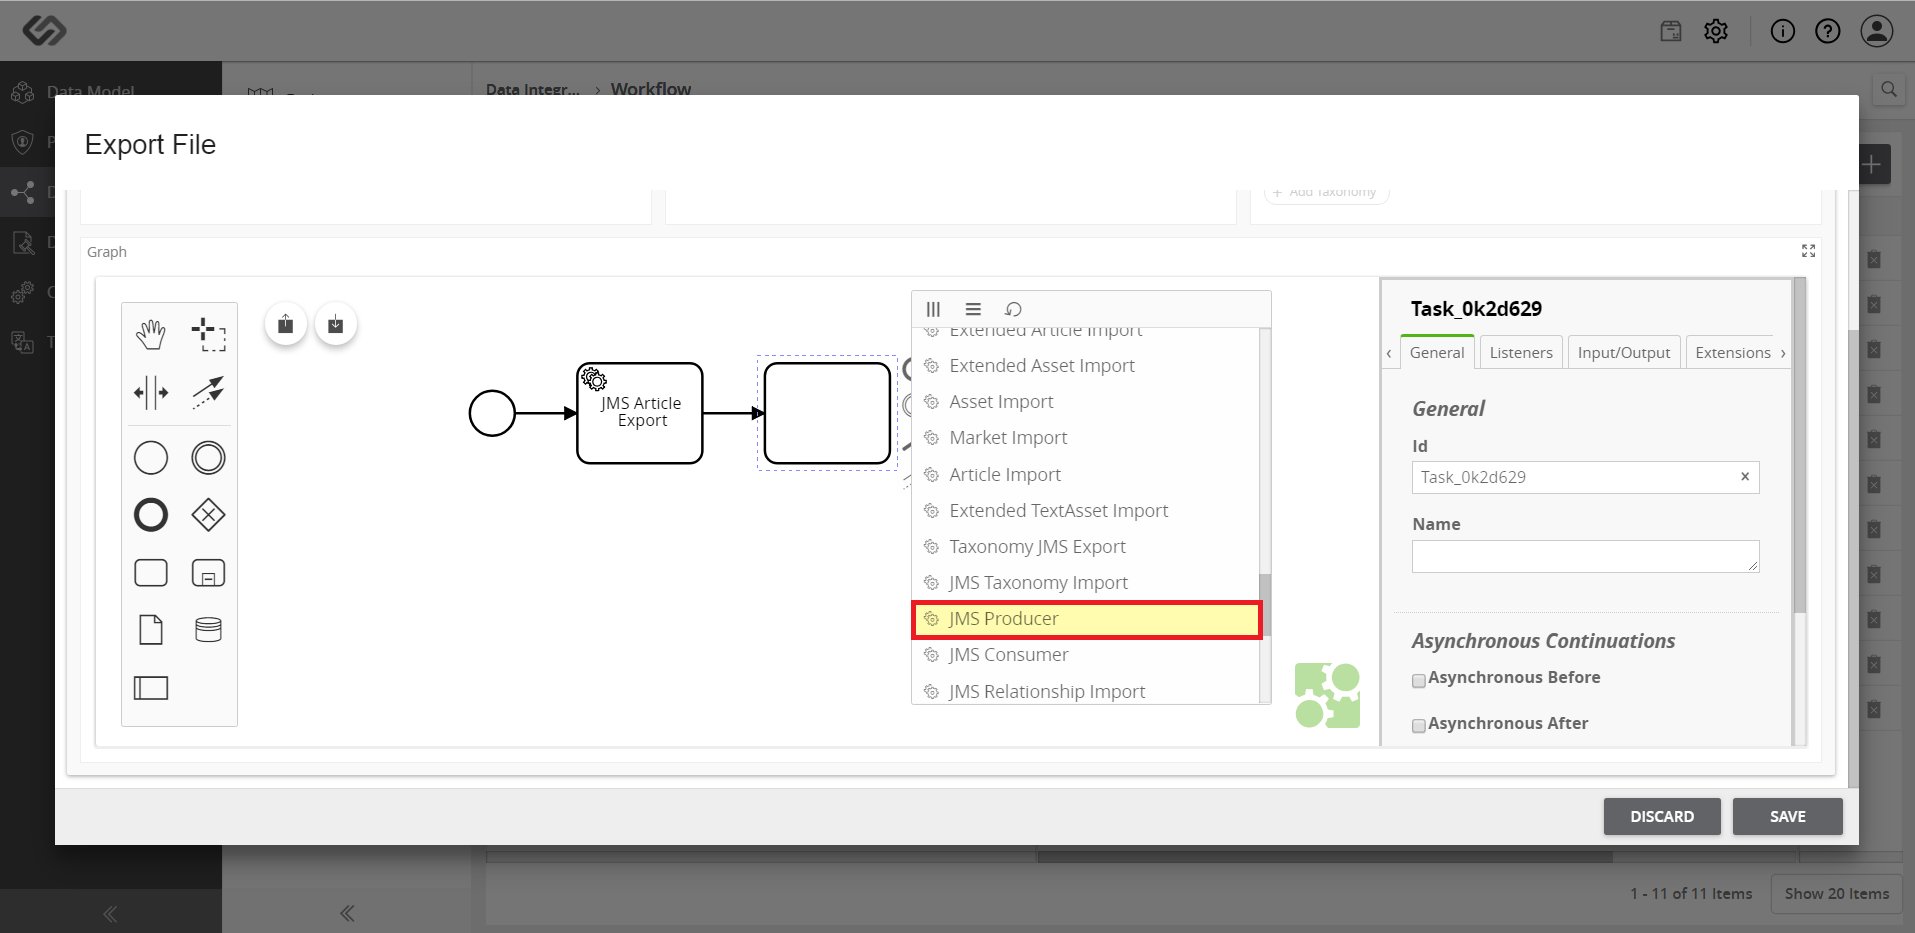 Data Model
Data Integr... › Workflow
Export File
+ Add Taxonomy
Graph
JMS Article
Export
Extended Article Import
Extended Asset Import
Asset Import
Market Import
Article Import
Extended TextAsset Import
Taxonomy JMS Export
JMS Taxonomy Import
JMS Producer
JMS Consumer
JMS Relationship Import
Task_0k2d629
General
Listeners
Input/Output
Extensions
General
Id
Task_0k2d629
Name
Asynchronous Continuations
Asynchronous Before
Asynchronous After
DISCARD
SAVE
1 - 11 of 11 Items
Show 20 Items